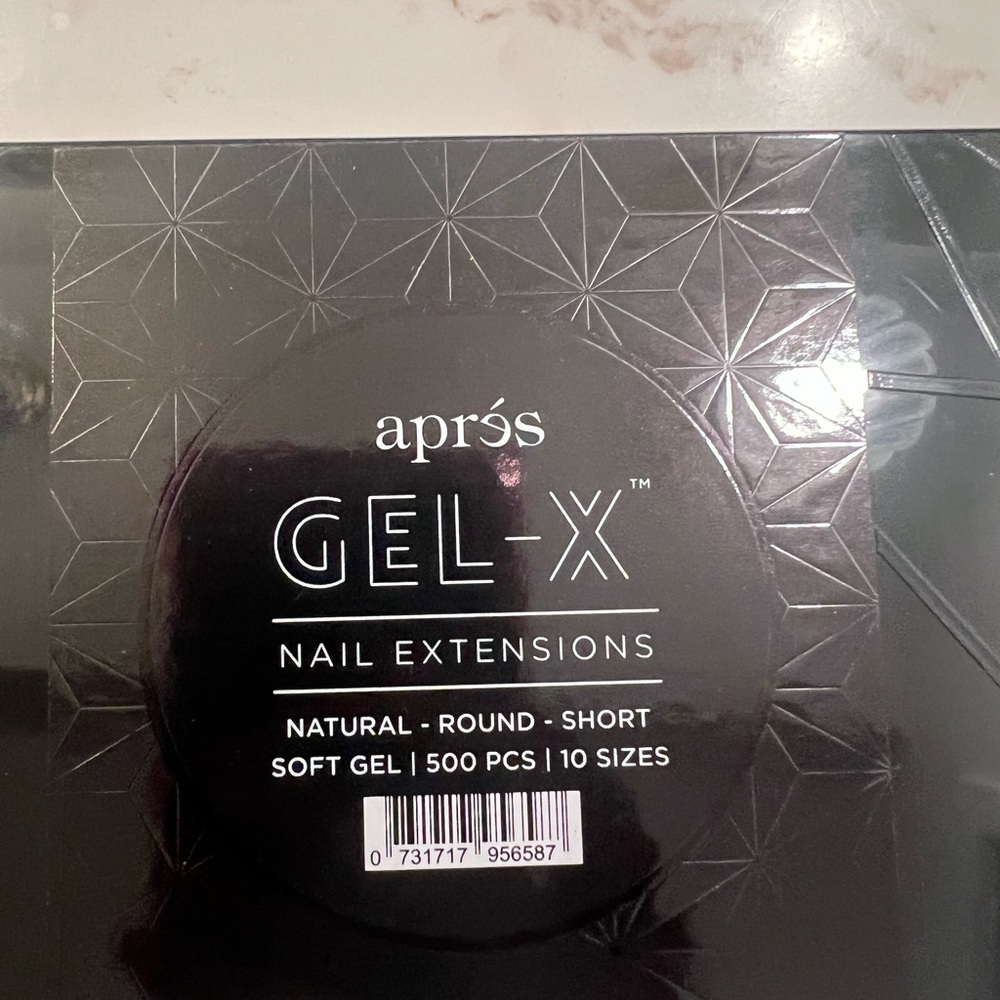 aprés
GEL-X™
NAIL EXTENSIONS
NATURAL - ROUND - SHORT
SOFT GEL | 500 PCS | 10 SIZES
0 731717 956587